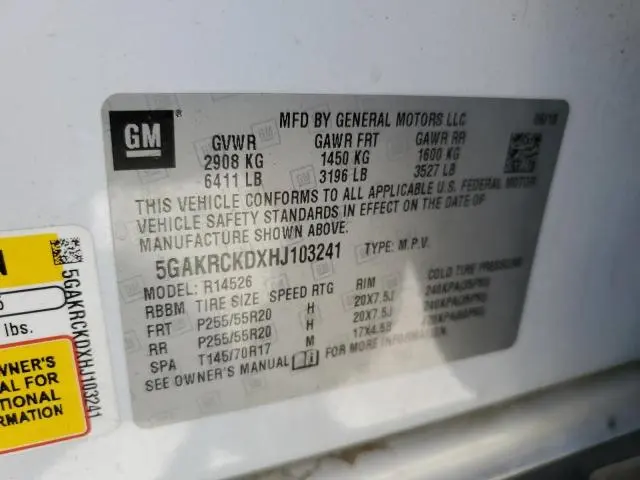 GM
MFD BY GENERAL MOTORS LLC
GVWR GAWR FRT GAWR RR
2908 KG 1450 KG 1600 KG
6411 LB 3196 LB 3527 LB
THIS VEHICLE CONFORMS TO ALL APPLICABLE U.S. FEDERAL MOTOR
VEHICLE SAFETY STANDARDS IN EFFECT ON THE DATE OF
MANUFACTURE SHOWN ABOVE.
5GAKRCKDXHJ103241 TYPE: M.P.V.
MODEL: R14526
RBBM TIRE SIZE SPEED RTG RIM COLD TIRE PRESSURE
FRT P255/55R20 H 20X7.5J
RR P255/55R20 H 20X7.5J
SPA T145/70R17 M 17X4.5B
SEE OWNER'S MANUAL FOR MORE INFORMATION
5GAKRCKDXHJ103241
lbs.
WNER'S
AL FOR
TIONAL
RMATION